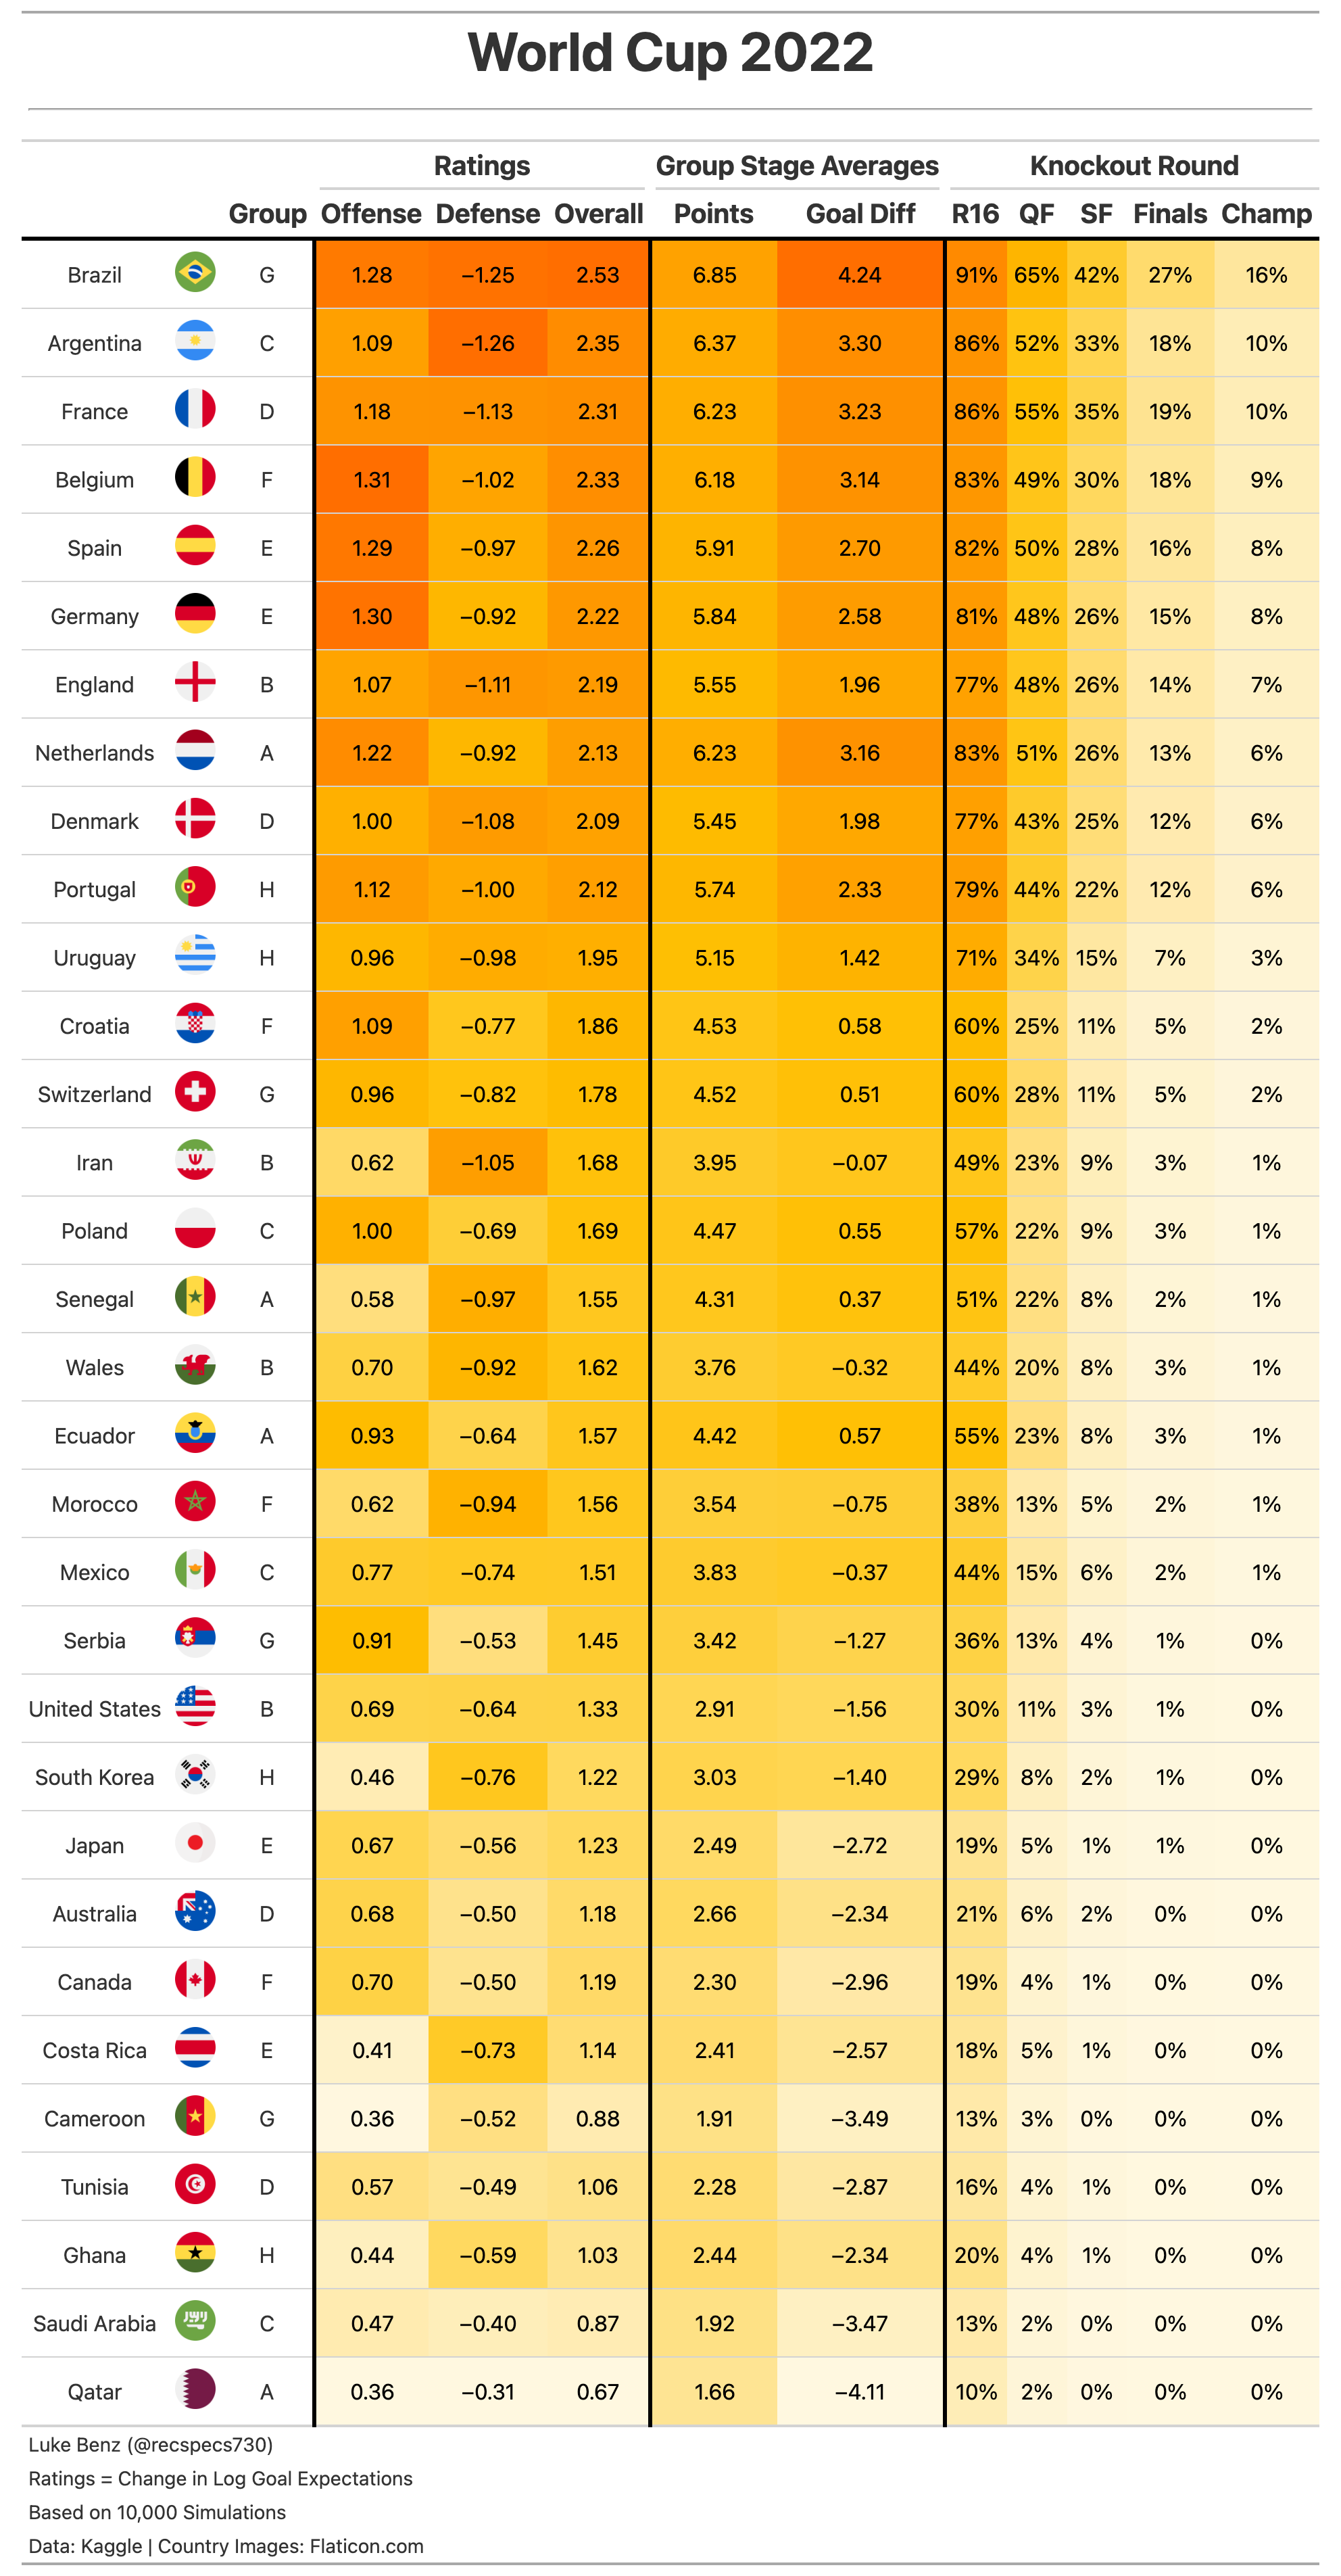 World Cup 2022
Ratings Group Stage Averages Knockout Round
Group Offense Defense Overall Points Goal Diff R16 QF SF Finals Champ
Brazil G 1.28 −1.25 2.53 6.85 4.24 91% 65% 42% 27% 16%
Argentina C 1.09 −1.26 2.35 6.37 3.30 86% 52% 33% 18% 10%
France D 1.18 −1.13 2.31 6.23 3.23 86% 55% 35% 19% 10%
Belgium F 1.31 −1.02 2.33 6.18 3.14 83% 49% 30% 18% 9%
Spain E 1.29 −0.97 2.26 5.91 2.70 82% 50% 28% 16% 8%
Germany E 1.30 −0.92 2.22 5.84 2.58 81% 48% 26% 15% 8%
England B 1.07 −1.11 2.19 5.55 1.96 77% 48% 26% 14% 7%
Netherlands A 1.22 −0.92 2.13 6.23 3.16 83% 51% 26% 13% 6%
Denmark D 1.00 −1.08 2.09 5.45 1.98 77% 43% 25% 12% 6%
Portugal H 1.12 −1.00 2.12 5.74 2.33 79% 44% 22% 12% 6%
Uruguay H 0.96 −0.98 1.95 5.15 1.42 71% 34% 15% 7% 3%
Croatia F 1.09 −0.77 1.86 4.53 0.58 60% 25% 11% 5% 2%
Switzerland G 0.96 −0.82 1.78 4.52 0.51 60% 28% 11% 5% 2%
Iran B 0.62 −1.05 1.68 3.95 −0.07 49% 23% 9% 3% 1%
Poland C 1.00 −0.69 1.69 4.47 0.55 57% 22% 9% 3% 1%
Senegal A 0.58 −0.97 1.55 4.31 0.37 51% 22% 8% 2% 1%
Wales B 0.70 −0.92 1.62 3.76 −0.32 44% 20% 8% 3% 1%
Ecuador A 0.93 −0.64 1.57 4.42 0.57 55% 23% 8% 3% 1%
Morocco F 0.62 −0.94 1.56 3.54 −0.75 38% 13% 5% 2% 1%
Mexico C 0.77 −0.74 1.51 3.83 −0.37 44% 15% 6% 2% 1%
Serbia G 0.91 −0.53 1.45 3.42 −1.27 36% 13% 4% 1% 0%
United States B 0.69 −0.64 1.33 2.91 −1.56 30% 11% 3% 1% 0%
South Korea H 0.46 −0.76 1.22 3.03 −1.40 29% 8% 2% 1% 0%
Japan E 0.67 −0.56 1.23 2.49 −2.72 19% 5% 1% 1% 0%
Australia D 0.68 −0.50 1.18 2.66 −2.34 21% 6% 2% 0% 0%
Canada F 0.70 −0.50 1.19 2.30 −2.96 19% 4% 1% 0% 0%
Costa Rica E 0.41 −0.73 1.14 2.41 −2.57 18% 5% 1% 0% 0%
Cameroon G 0.36 −0.52 0.88 1.91 −3.49 13% 3% 0% 0% 0%
Tunisia D 0.57 −0.49 1.06 2.28 −2.87 16% 4% 1% 0% 0%
Ghana H 0.44 −0.59 1.03 2.44 −2.34 20% 4% 1% 0% 0%
Saudi Arabia C 0.47 −0.40 0.87 1.92 −3.47 13% 2% 0% 0% 0%
Qatar A 0.36 −0.31 0.67 1.66 −4.11 10% 2% 0% 0% 0%
Luke Benz (@recspecs730)
Ratings = Change in Log Goal Expectations
Based on 10,000 Simulations
Data: Kaggle | Country Images: Flaticon.com